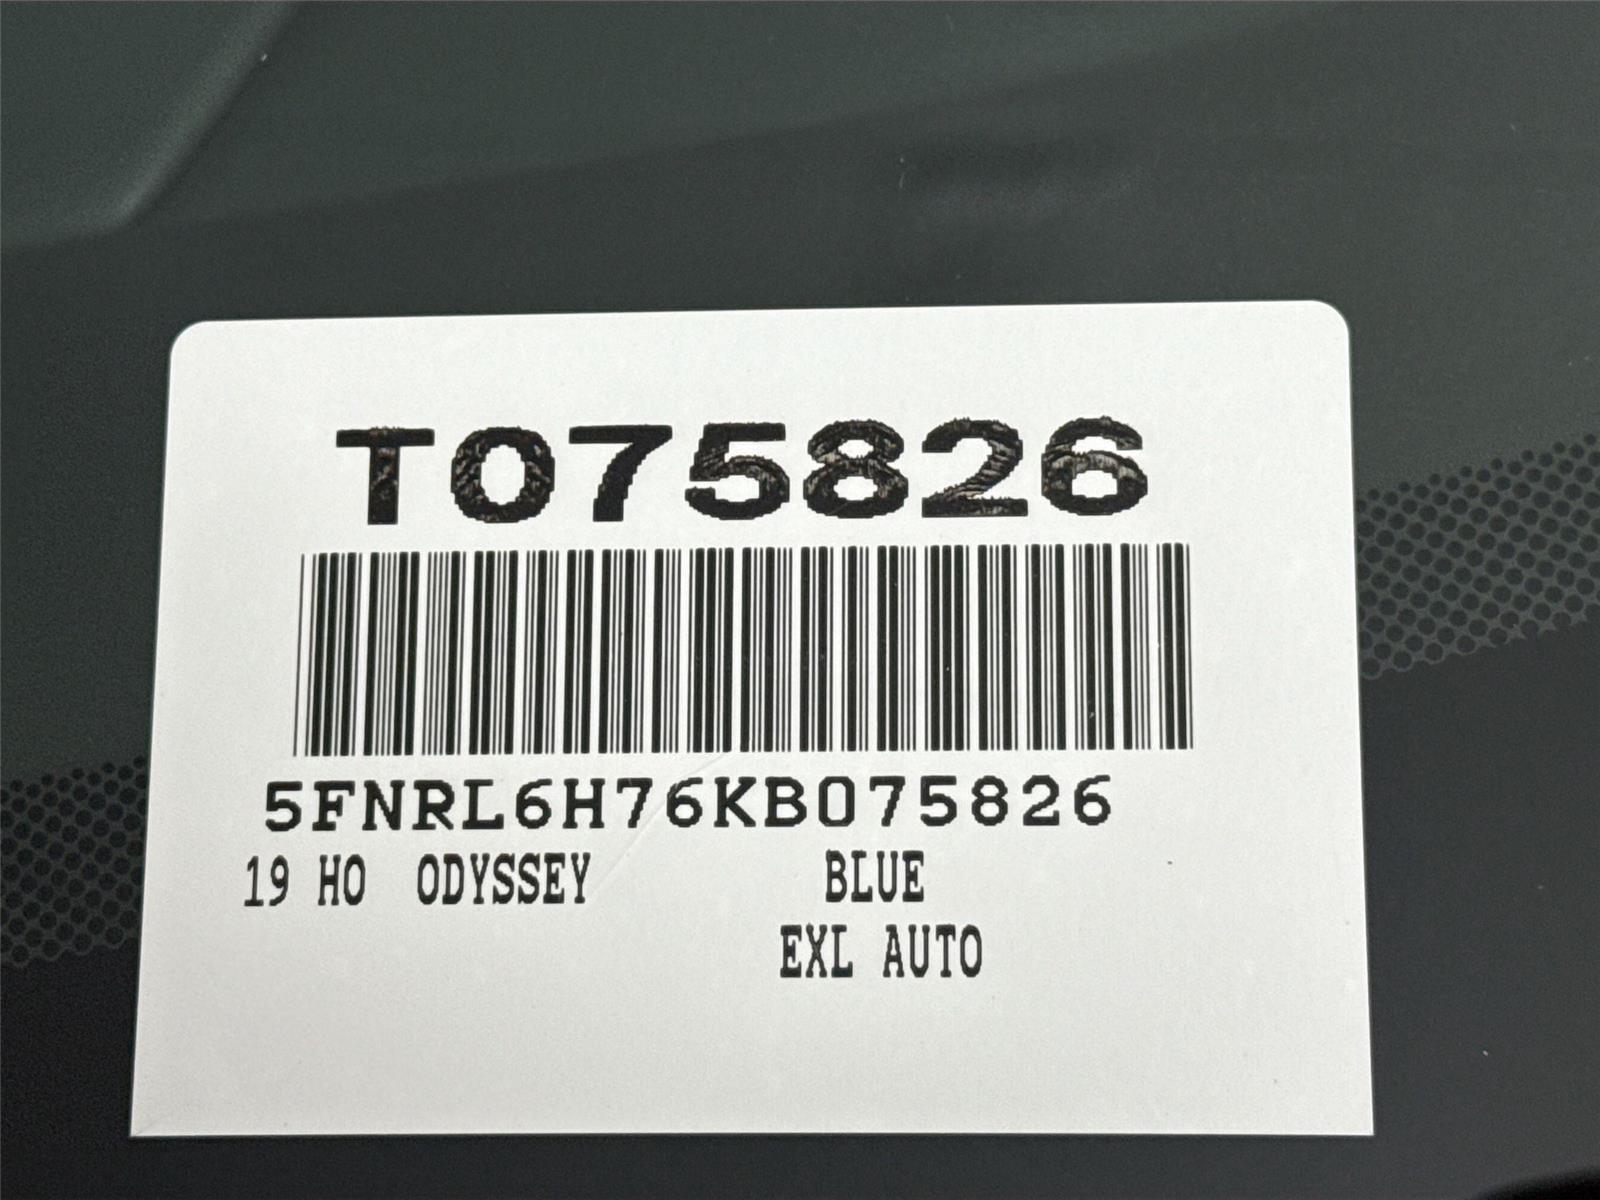 T075826
5FNRL6H76KB075826
19 HO ODYSSEY BLUE
EXL AUTO